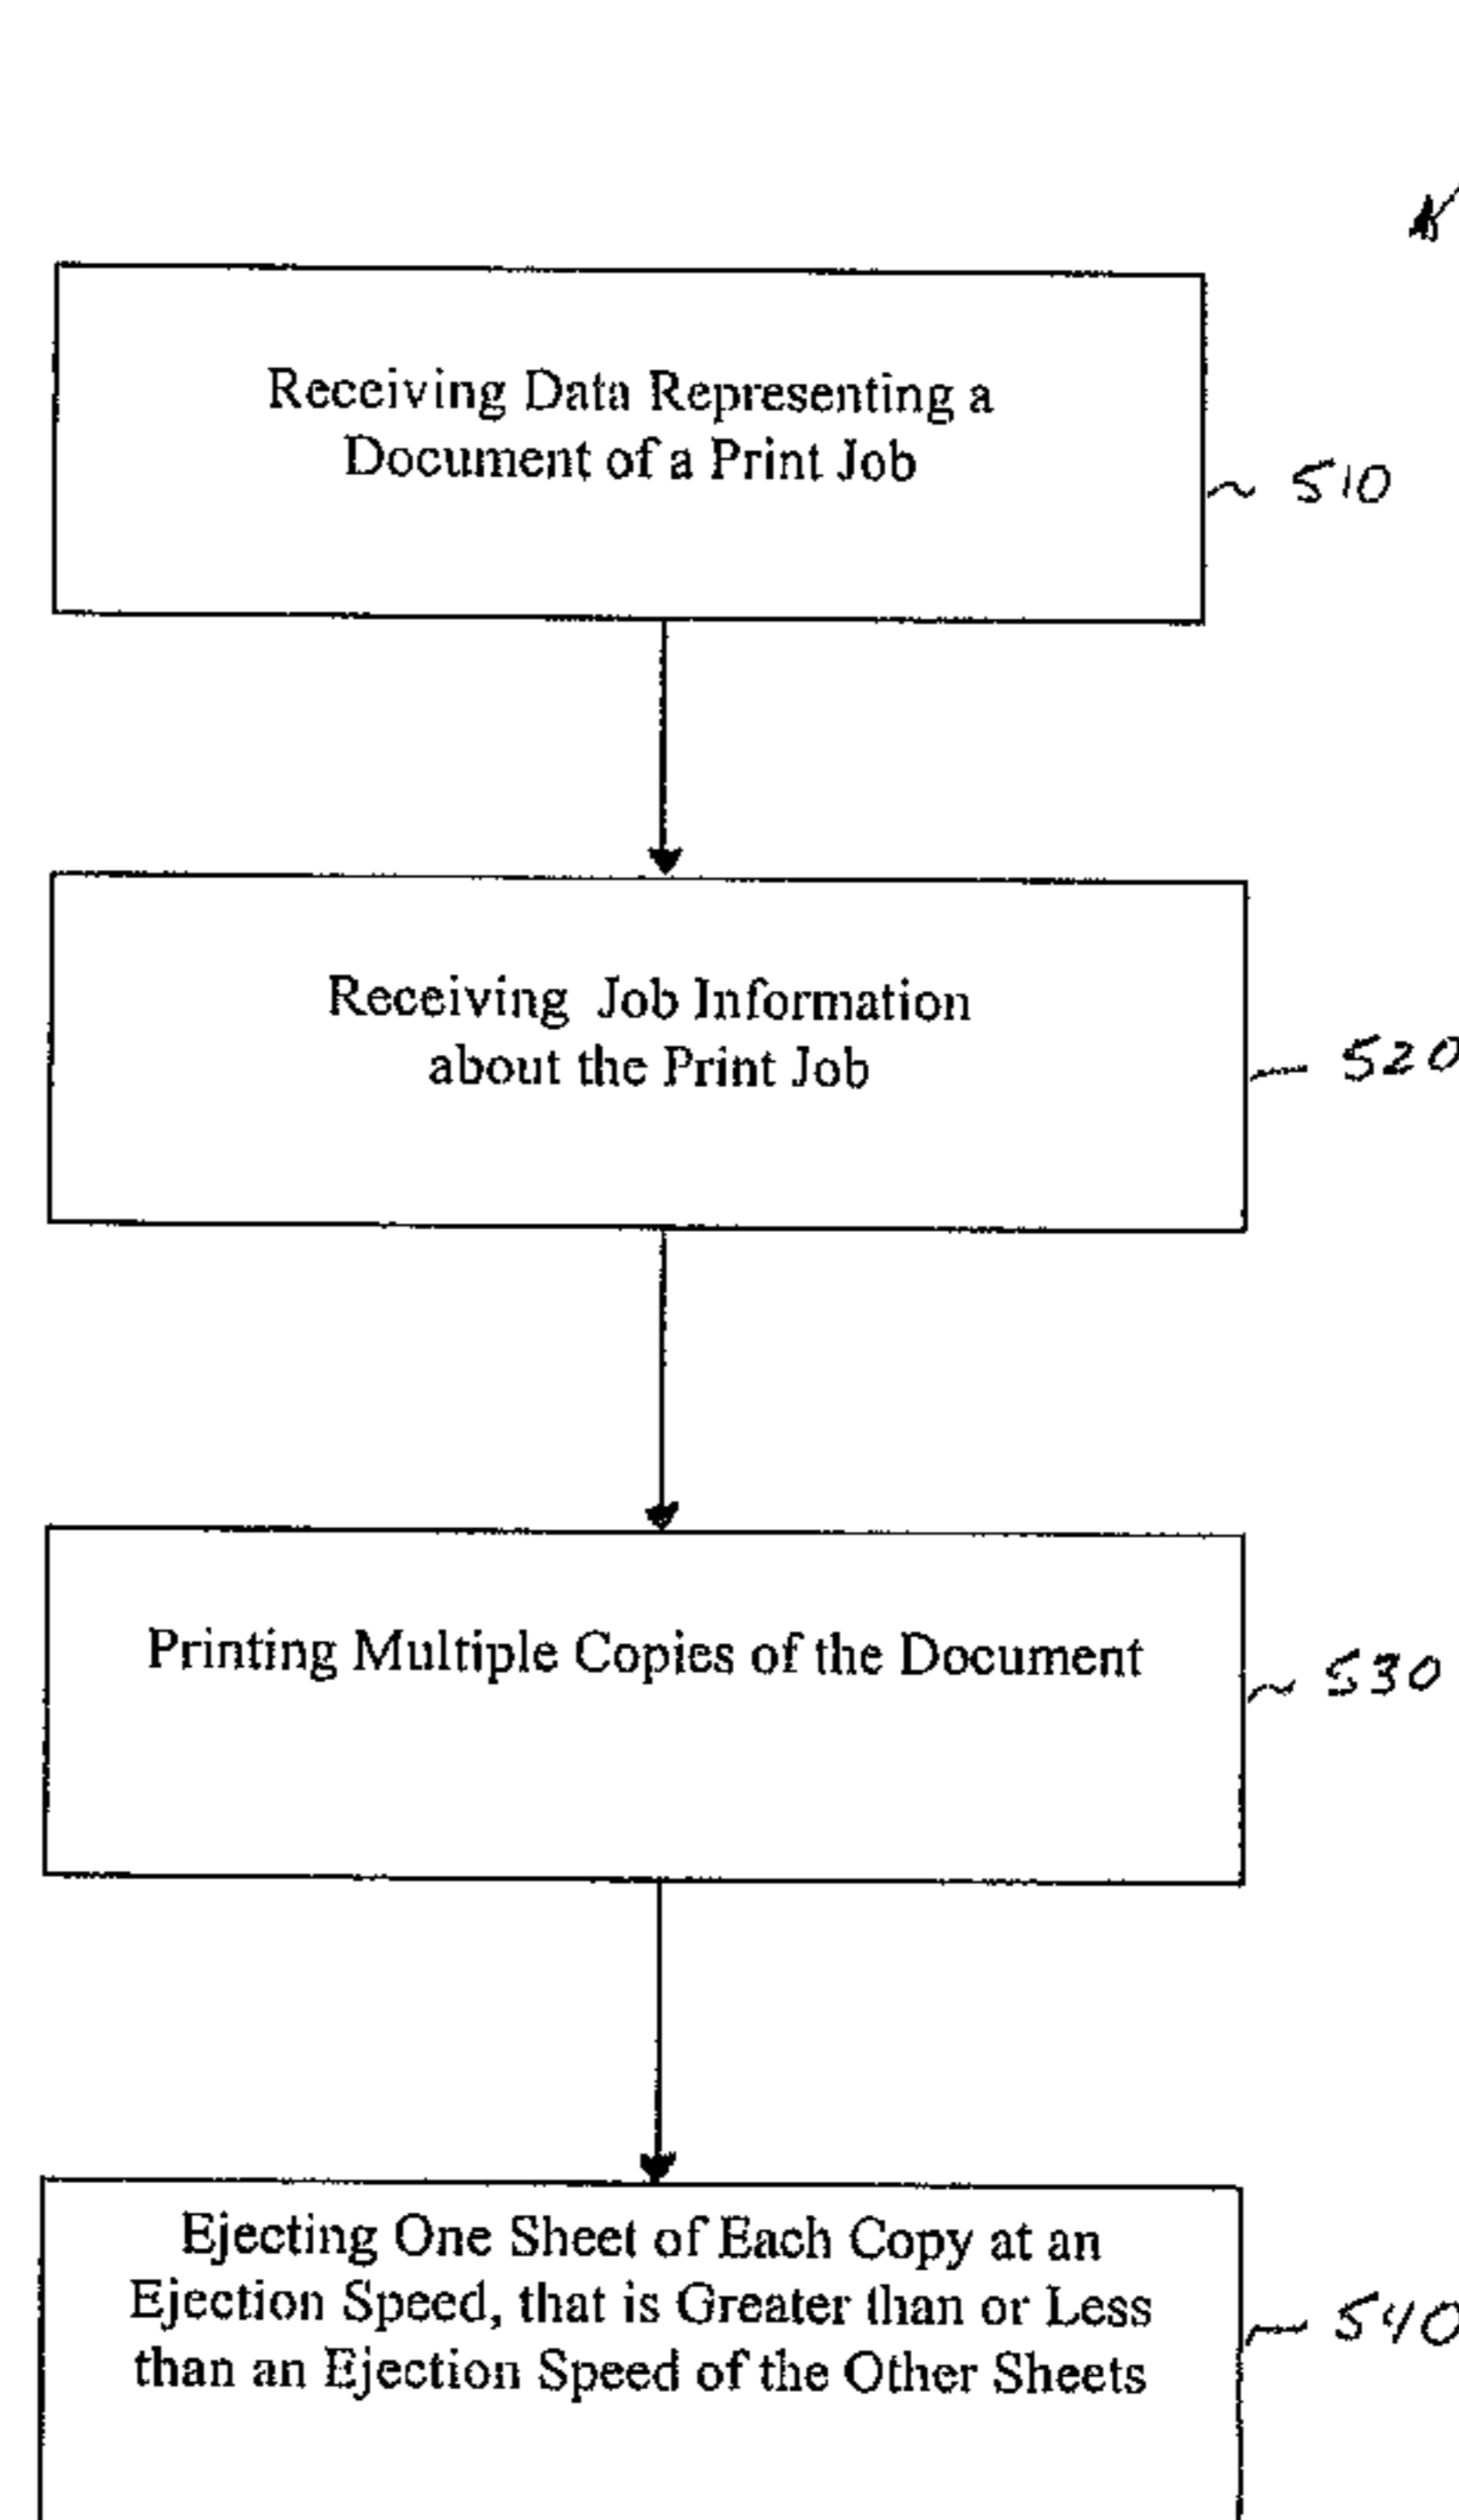 Receiving Data Representing a
Document of a Print Job
510
Receiving Job Information
about the Print Job
520
Printing Multiple Copies of the Document
530
Ejecting One Sheet of Each Copy at an
Ejection Speed, that is Greater than or Less
than an Ejection Speed of the Other Sheets
540